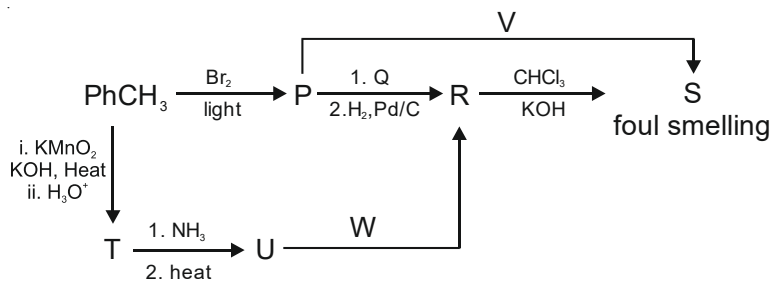 V
PhCH₃
Br₂
light
P
1. Q
2.H₂,Pd/C
R
CHCl₃
KOH
S
foul smelling
i. KMnO₂
KOH, Heat
ii. H₃O⁺
T
1. NH₃
2. heat
U
W